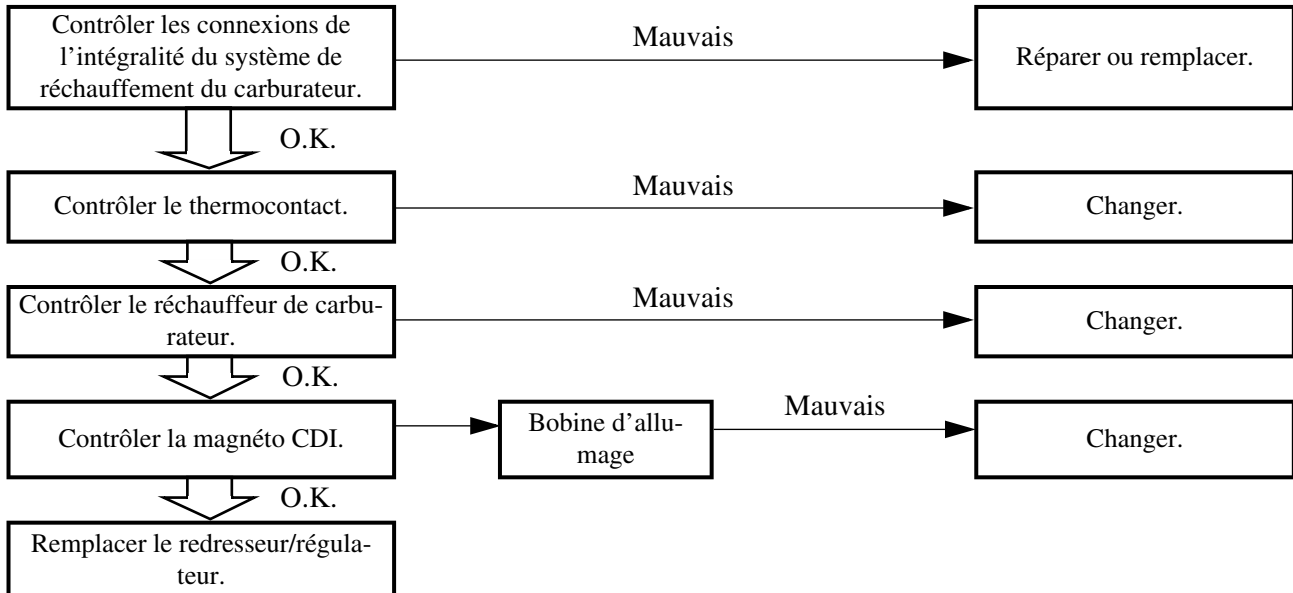 Contrôler les connexions de
l’intégralité du système de
réchauffement du carburateur.
Mauvais
Réparer ou remplacer.
O.K.
Contrôler le thermocontact.
Mauvais
Changer.
O.K.
Contrôler le réchauffeur de carbu-
rateur.
Mauvais
Changer.
O.K.
Contrôler la magnéto CDI.
Bobine d’allu-
mage
Mauvais
Changer.
O.K.
Remplacer le redresseur/régula-
teur.